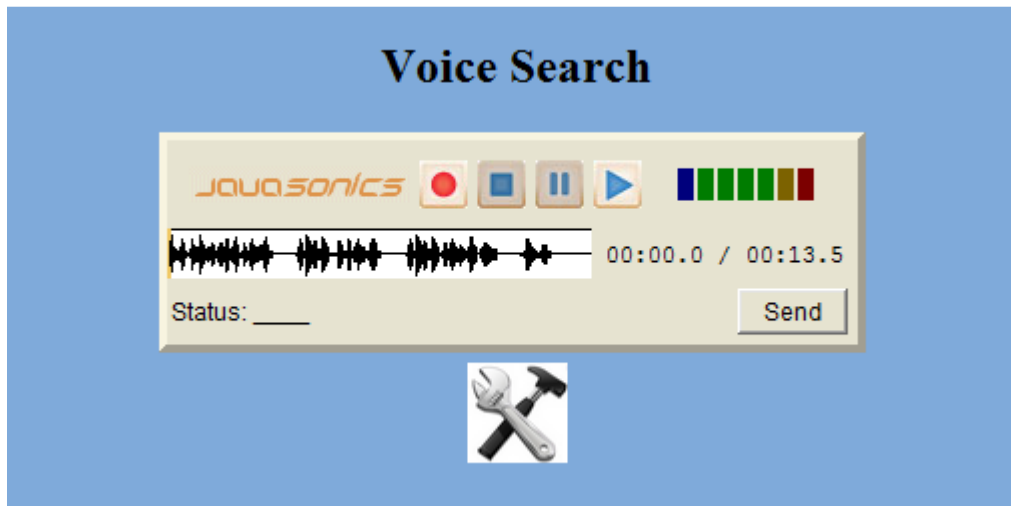 Voice Search
Javasonics
00:00.0 / 00:13.5
Status: ____
Send